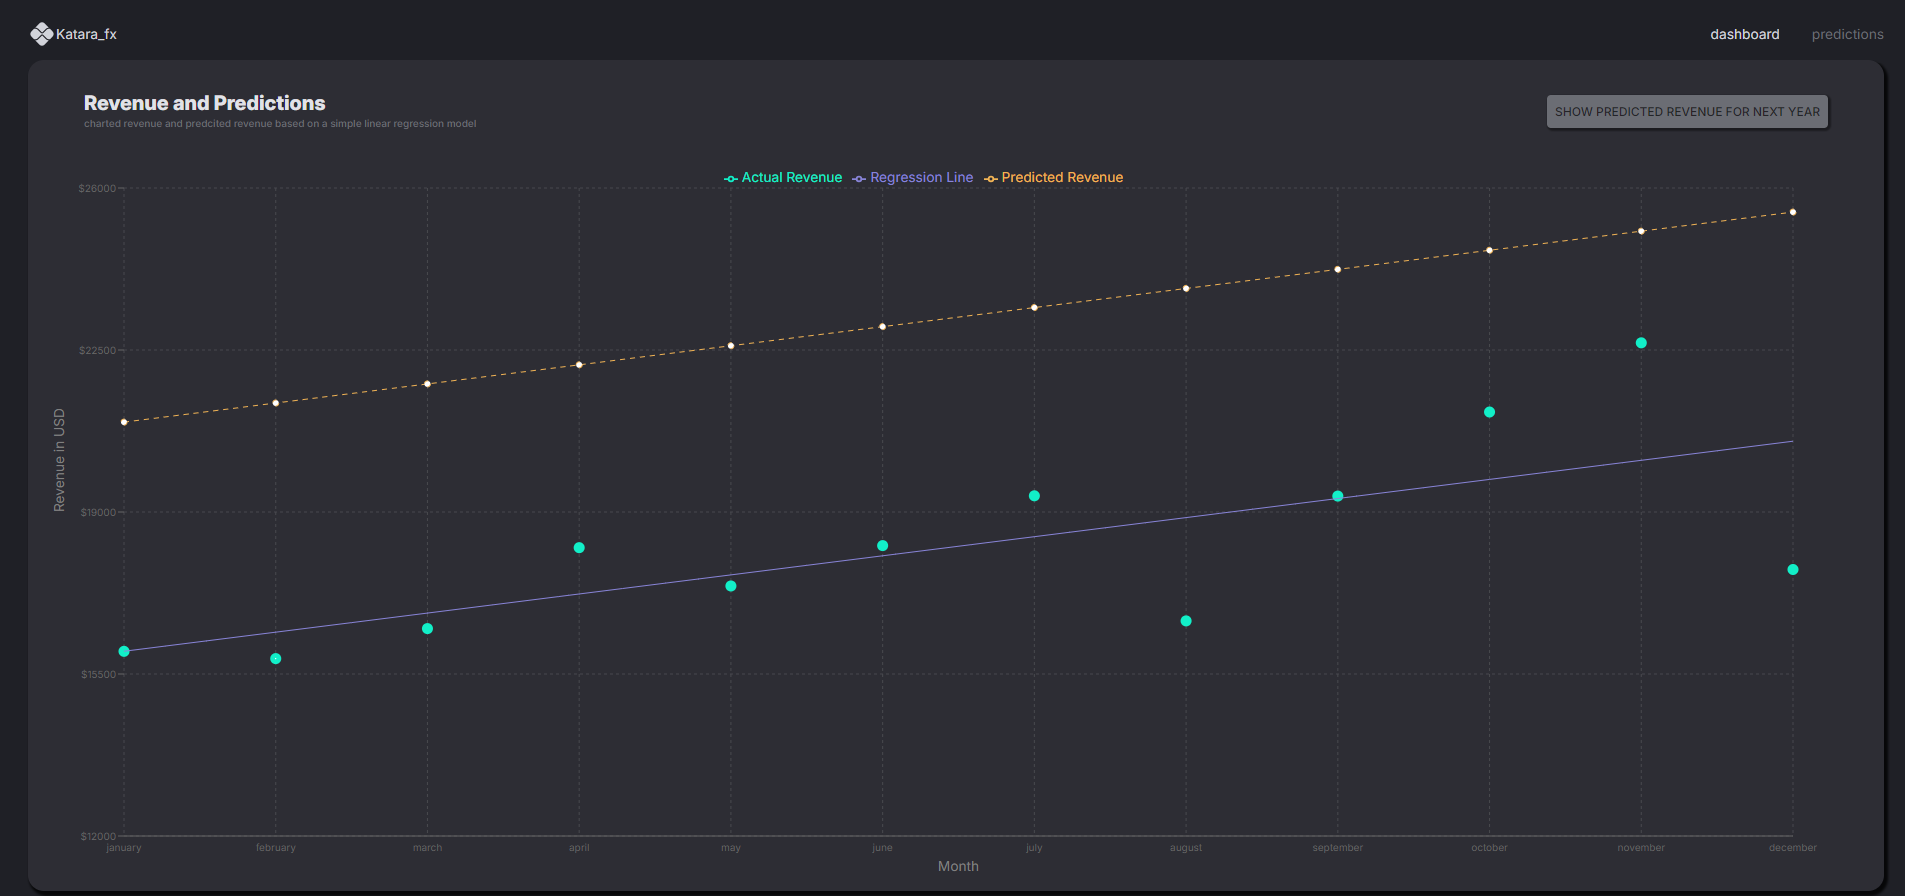 Katara_fx
dashboard predictions
Revenue and Predictions
charted revenue and predcited revenue based on a simple linear regression model
SHOW PREDICTED REVENUE FOR NEXT YEAR
Actual Revenue Regression Line Predicted Revenue
$26000
$22500
$19000
$15500
$12000
Revenue in USD
january february march april may june july august september october november december
Month